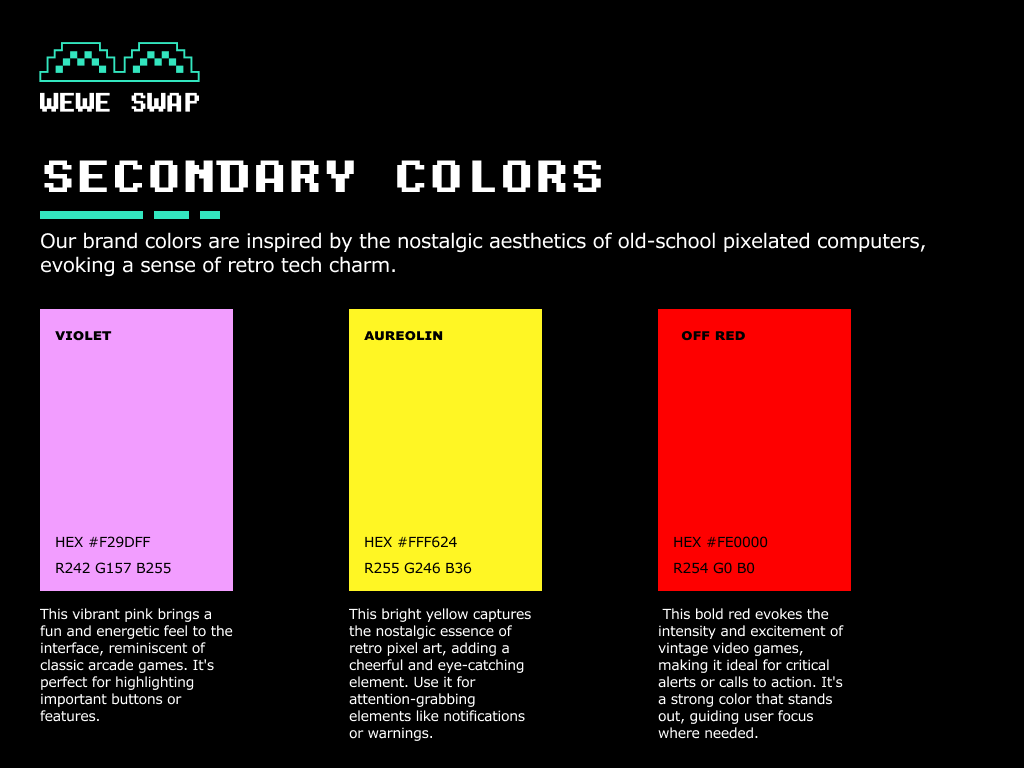 WEWE SWAP
SECONDARY COLORS
Our brand colors are inspired by the nostalgic aesthetics of old-school pixelated computers,
evoking a sense of retro tech charm.
VIOLET
HEX #F29DFF
R242 G157 B255
This vibrant pink brings a
fun and energetic feel to the
interface, reminiscent of
classic arcade games. It's
perfect for highlighting
important buttons or
features.
AUREOLIN
HEX #FFF624
R255 G246 B36
This bright yellow captures
the nostalgic essence of
retro pixel art, adding a
cheerful and eye-catching
element. Use it for
attention-grabbing
elements like notifications
or warnings.
OFF RED
HEX #FE0000
R254 G0 B0
This bold red evokes the
intensity and excitement of
vintage video games,
making it ideal for critical
alerts or calls to action. It's
a strong color that stands
out, guiding user focus
where needed.